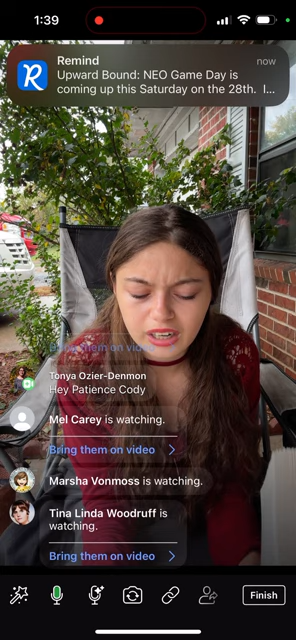 1:39
Remind
now
Upward Bound: NEO Game Day is
coming up this Saturday on the 28th. I...
Bring them on video
Tonya Ozier-Denmon
Hey Patience Cody
Mel Carey is watching.
Bring them on video
Marsha Vonmoss is watching.
Tina Linda Woodruff is
watching.
Bring them on video
Finish